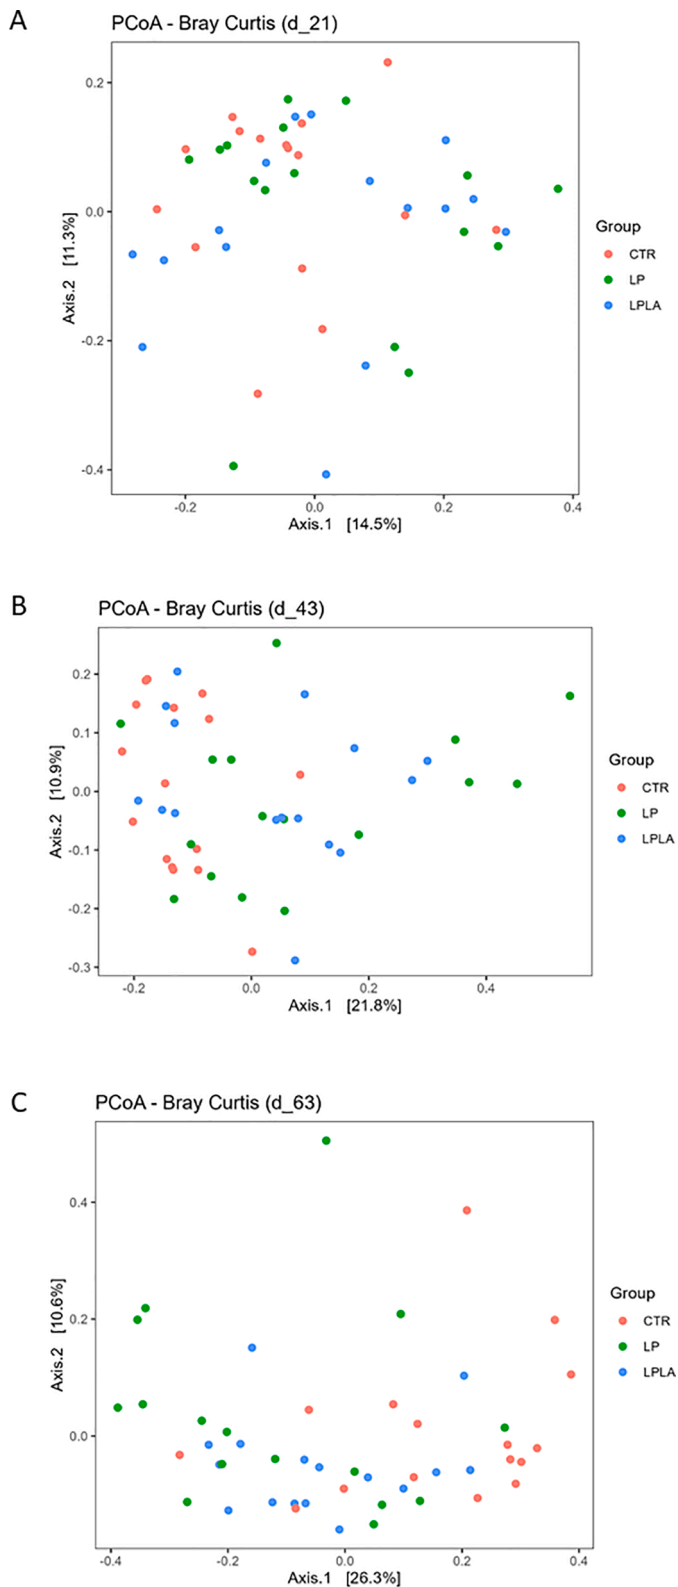 A
PCoA - Bray Curtis (d_21)
0.2
0.0
-0.2
-0.4
Axis.2 [11.3%]
-0.2 0.0 0.2 0.4
Axis.1 [14.5%]
Group
CTR
LP
LPLA
B
PCoA - Bray Curtis (d_43)
0.2
0.1
0.0
-0.1
-0.2
-0.3
Axis.2 [10.9%]
-0.2 0.0 0.2 0.4
Axis.1 [21.8%]
Group
CTR
LP
LPLA
C
PCoA - Bray Curtis (d_63)
0.4
0.2
0.0
Axis.2 [10.6%]
-0.4 -0.2 0.0 0.2 0.4
Axis.1 [26.3%]
Group
CTR
LP
LPLA